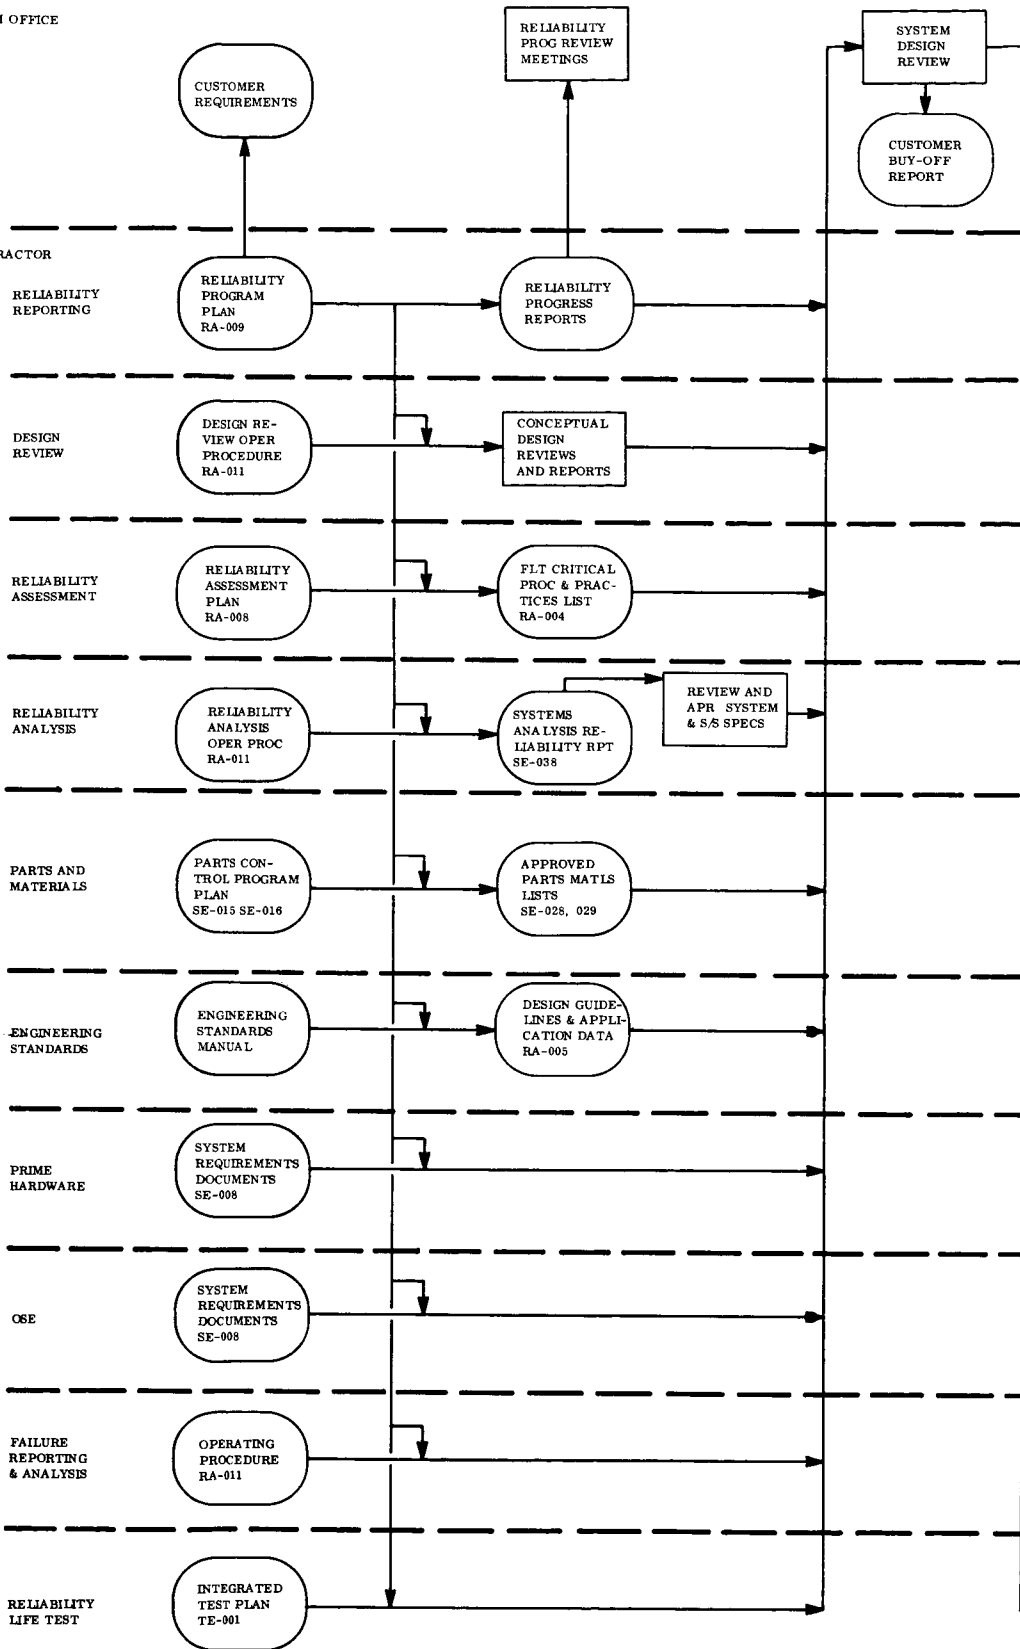 OFFICE
CUSTOMER
REQUIREMENTS
RELIABILITY
PROG REVIEW
MEETINGS
SYSTEM
DESIGN
REVIEW
CUSTOMER
BUY-OFF
REPORT
RACTOR
RELIABILITY
REPORTING
RELIABILITY
PROGRAM
PLAN
RA-009
RELIABILITY
PROGRESS
REPORTS
DESIGN
REVIEW
DESIGN RE-
VIEW OPER
PROCEDURE
RA-011
CONCEPTUAL
DESIGN
REVIEWS
AND REPORTS
RELIABILITY
ASSESSMENT
RELIABILITY
ASSESSMENT
PLAN
RA-008
FLT CRITICAL
PROC & PRAC-
TICES LIST
RA-004
RELIABILITY
ANALYSIS
RELIABILITY
ANALYSIS
OPER PROC
RA-011
SYSTEMS
ANALYSIS RE-
LIABILITY RPT
SE-038
REVIEW AND
APR SYSTEM
& S/S SPECS
PARTS AND
MATERIALS
PARTS CON-
TROL PROGRAM
PLAN
SE-015 SE-016
APPROVED
PARTS MATLS
LISTS
SE-028, 029
ENGINEERING
STANDARDS
ENGINEERING
STANDARDS
MANUAL
DESIGN GUIDE-
LINES & APPLI-
CATION DATA
RA-005
PRIME
HARDWARE
SYSTEM
REQUIREMENTS
DOCUMENTS
SE-008
OSE
SYSTEM
REQUIREMENTS
DOCUMENTS
SE-008
FAILURE
REPORTING
& ANALYSIS
OPERATING
PROCEDURE
RA-011
RELIABILITY
LIFE TEST
INTEGRATED
TEST PLAN
TE-001